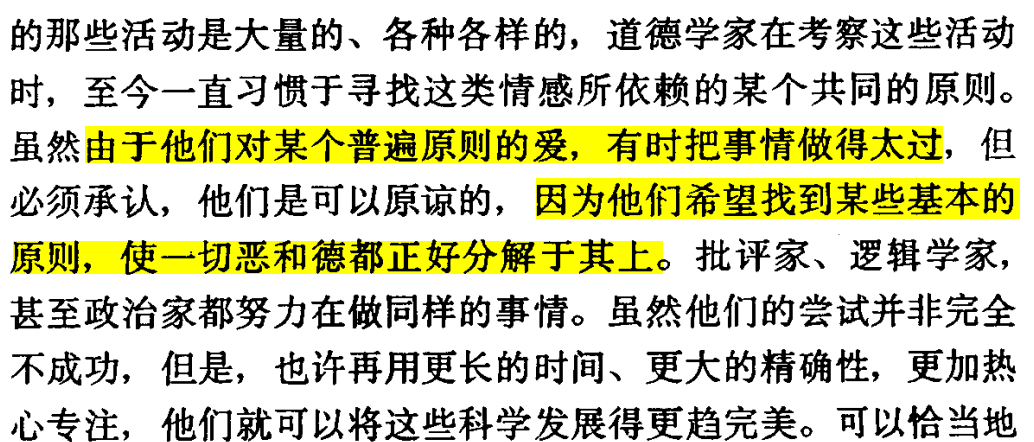 的那些活动是大量的、各种各样的，道德学家在考察这些活动
时，至今一直习惯于寻找这类情感所依赖的某个共同的原则。
虽然由于他们对某个普遍原则的爱，有时把事情做得太过，但
必须承认，他们是可以原谅的，因为他们希望找到某些基本的
原则，使一切恶和德都正好分解于其上。批评家、逻辑学家，
甚至政治家都努力在做同样的事情。虽然他们的尝试并非完全
不成功，但是，也许再用更长的时间、更大的精确性，更加热
心专注，他们就可以将这些科学发展得更趋完美。可以恰当地